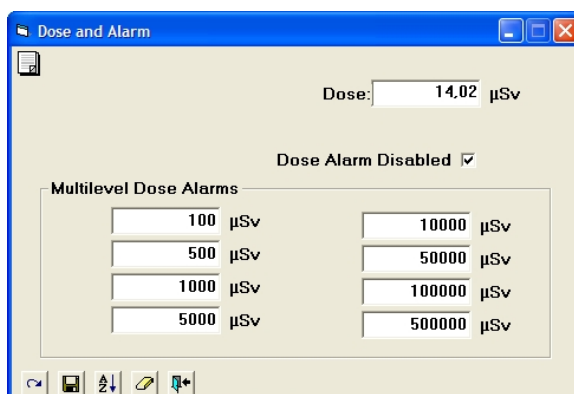 Dose and Alarm
Dose: 14.02 µSv
Dose Alarm Disabled
Multilevel Dose Alarms
100 µSv 10000 µSv
500 µSv 50000 µSv
1000 µSv 100000 µSv
5000 µSv 500000 µSv
A Z